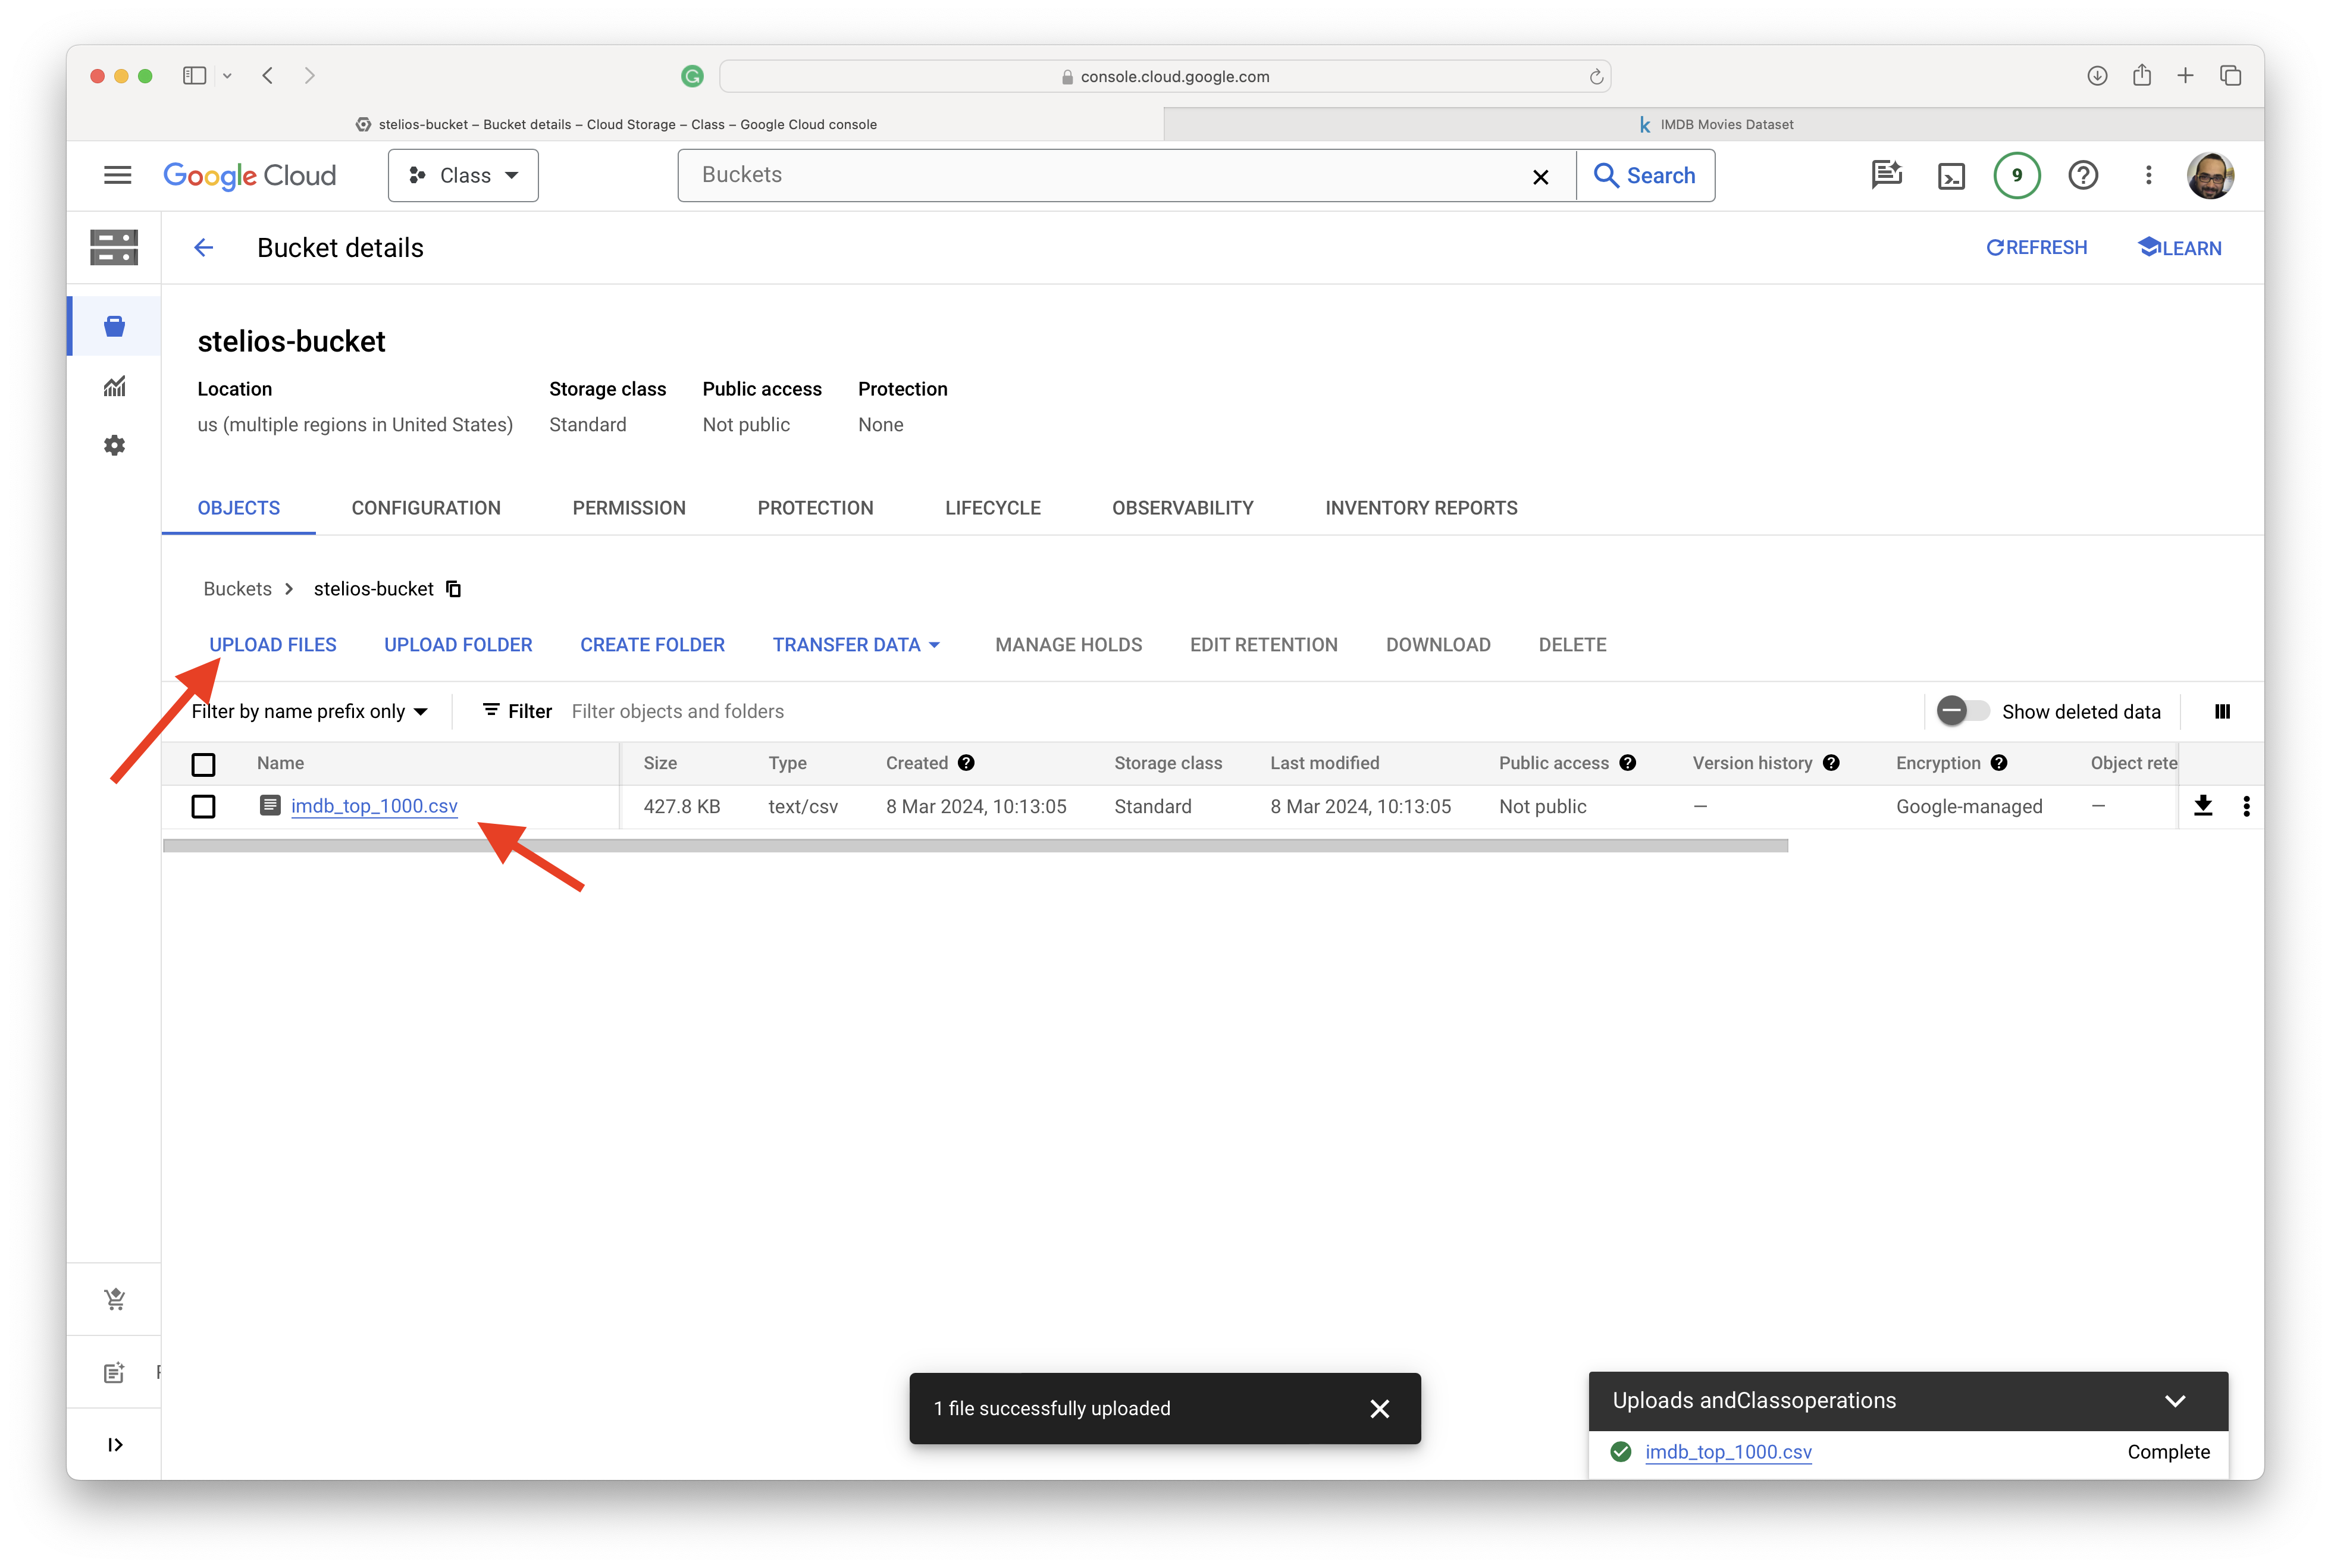 console.cloud.google.com
stelios-bucket – Bucket details – Cloud Storage – Class – Google Cloud console
IMDB Movies Dataset
Google Cloud
Class
Buckets
Search
9
Bucket details
REFRESH
LEARN
stelios-bucket
Location Storage class Public access Protection
us (multiple regions in United States) Standard Not public None
OBJECTS CONFIGURATION PERMISSION PROTECTION LIFECYCLE OBSERVABILITY INVENTORY REPORTS
Buckets > stelios-bucket
UPLOAD FILES UPLOAD FOLDER CREATE FOLDER TRANSFER DATA MANAGE HOLDS EDIT RETENTION DOWNLOAD DELETE
Filter by name prefix only Filter Filter objects and folders Show deleted data
Name Size Type Created Storage class Last modified Public access Version history Encryption Object rete
imdb_top_1000.csv 427.8 KB text/csv 8 Mar 2024, 10:13:05 Standard 8 Mar 2024, 10:13:05 Not public — Google-managed —
1 file successfully uploaded
Uploads andClassoperations
imdb_top_1000.csv Complete